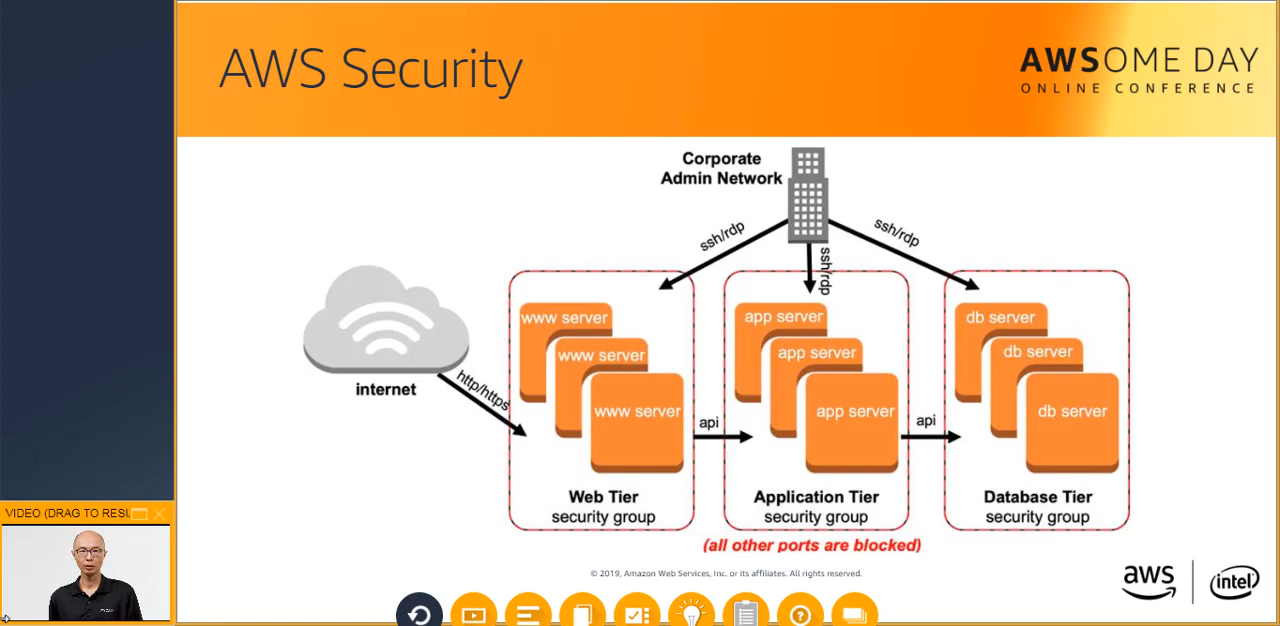 AWS Security
AWSOME DAY
ONLINE CONFERENCE
Corporate
Admin Network
ssh/rdp
ssh/rdp
ssh/rdp
internet
http/https
www server
www server
www server
api
app server
app server
app server
api
db server
db server
db server
Web Tier
security group
Application Tier
security group
Database Tier
security group
(all other ports are blocked)
© 2019, Amazon Web Services, Inc. or its affiliates. All rights reserved.
aws
intel
VIDEO (DRAG TO RESI